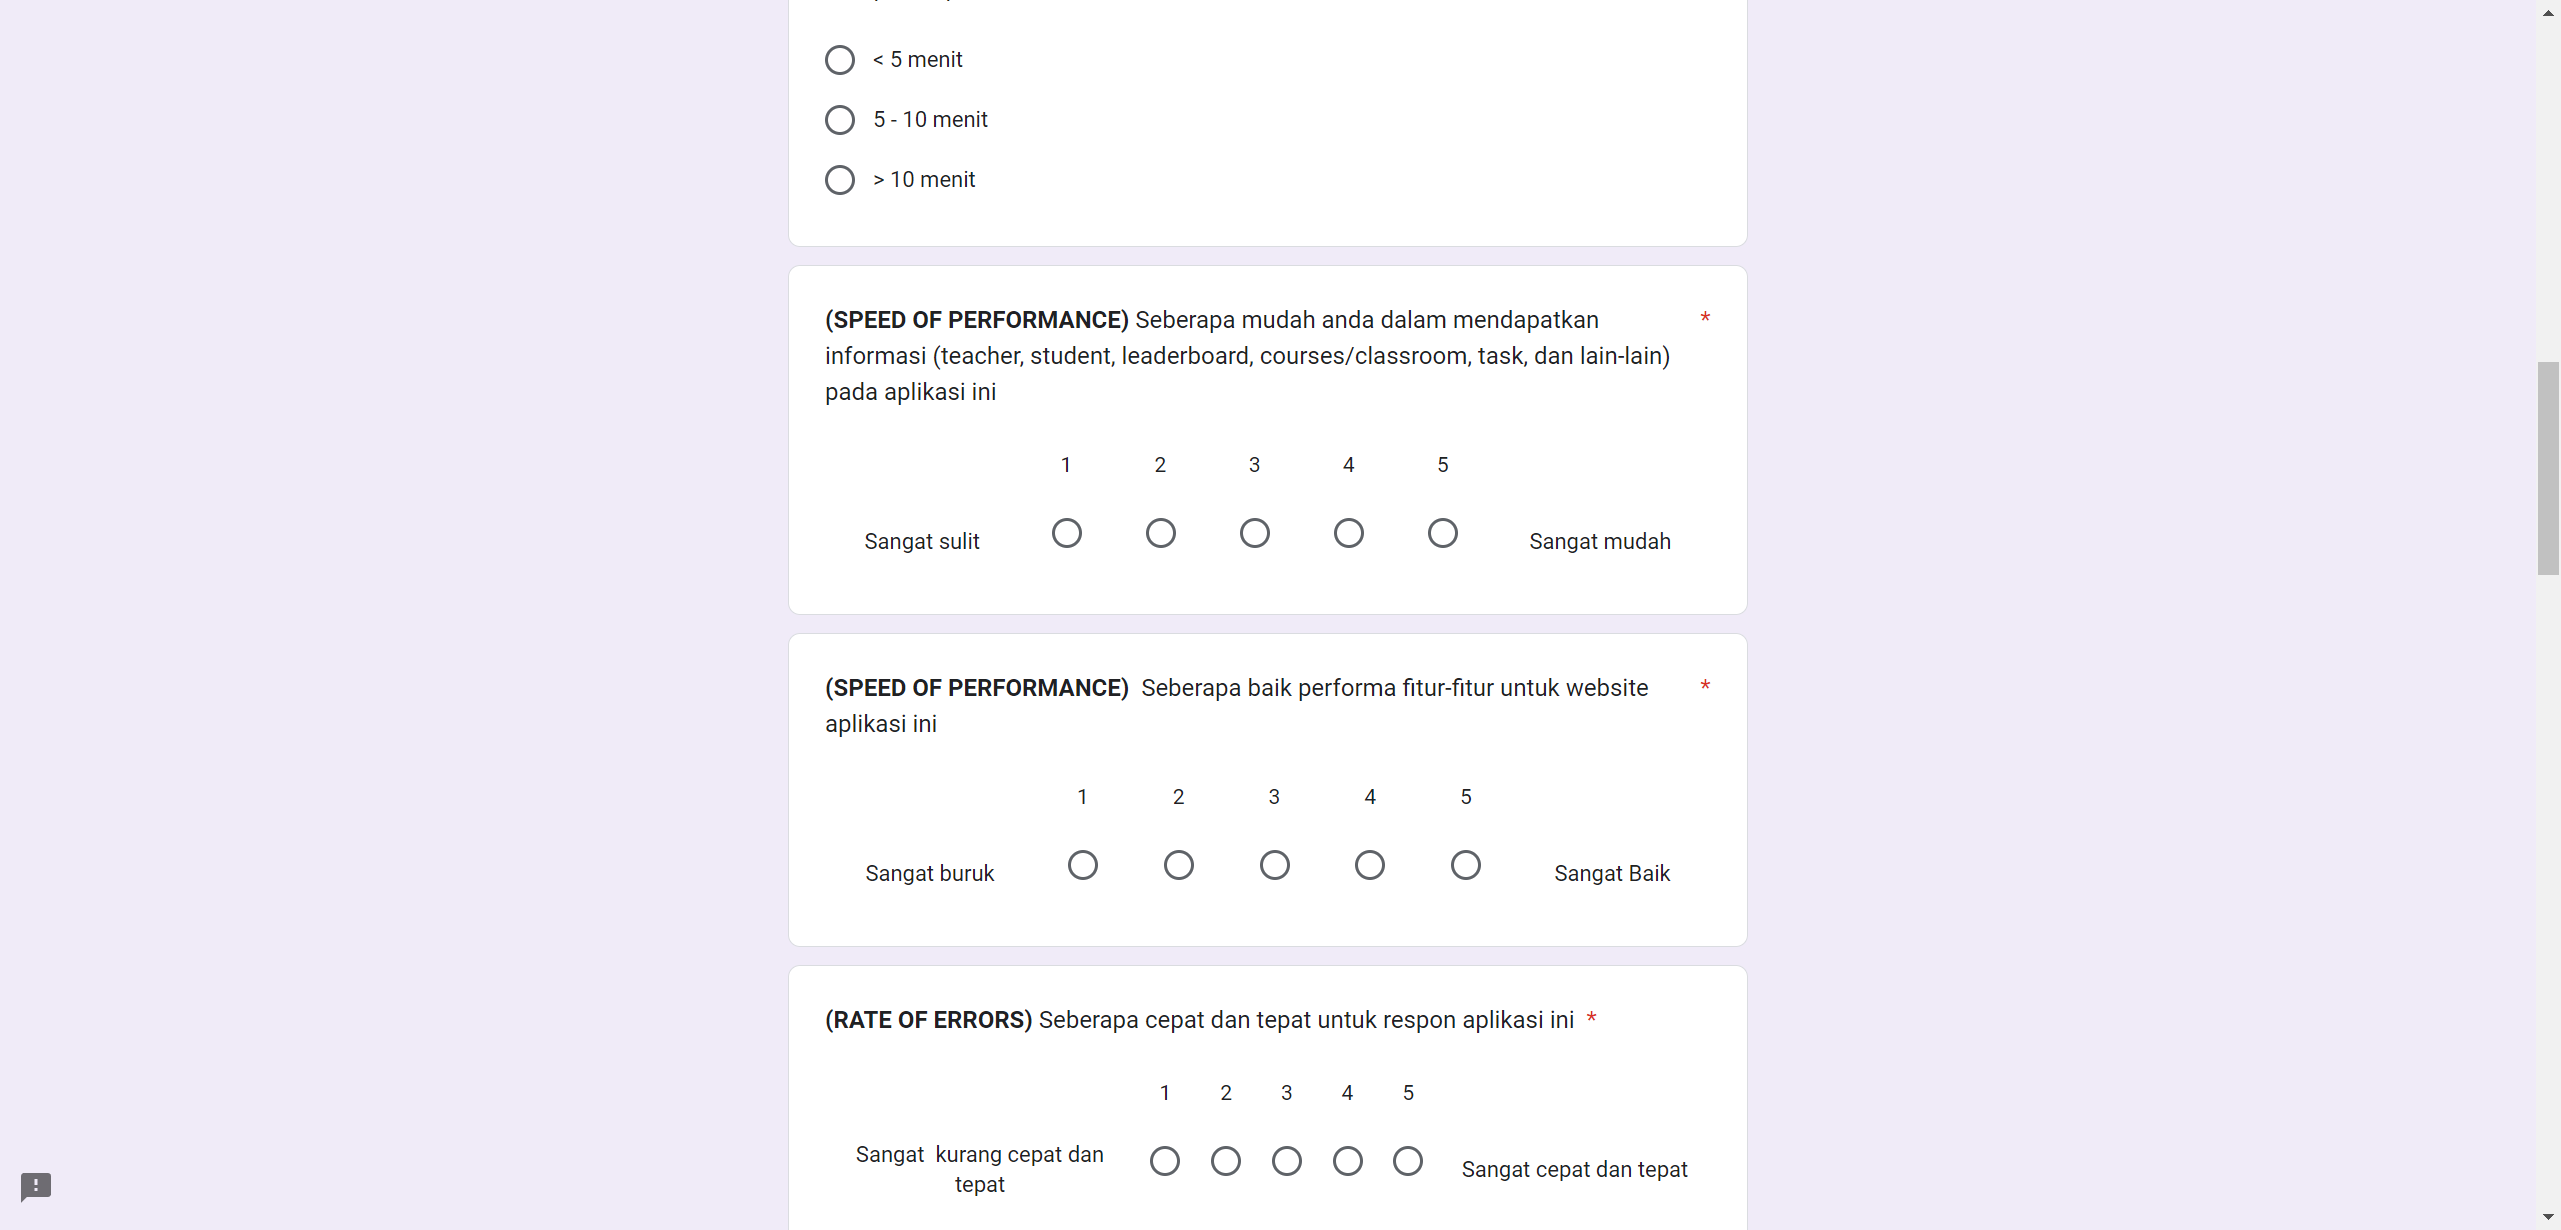 < 5 menit
5 - 10 menit
> 10 menit
(SPEED OF PERFORMANCE) Seberapa mudah anda dalam mendapatkan *
informasi (teacher, student, leaderboard, courses/classroom, task, dan lain-lain)
pada aplikasi ini
1 2 3 4 5
Sangat sulit Sangat mudah
(SPEED OF PERFORMANCE)  Seberapa baik performa fitur-fitur untuk website *
aplikasi ini
1 2 3 4 5
Sangat buruk Sangat Baik
(RATE OF ERRORS) Seberapa cepat dan tepat untuk respon aplikasi ini *
1 2 3 4 5
Sangat  kurang cepat dan
tepat
Sangat cepat dan tepat